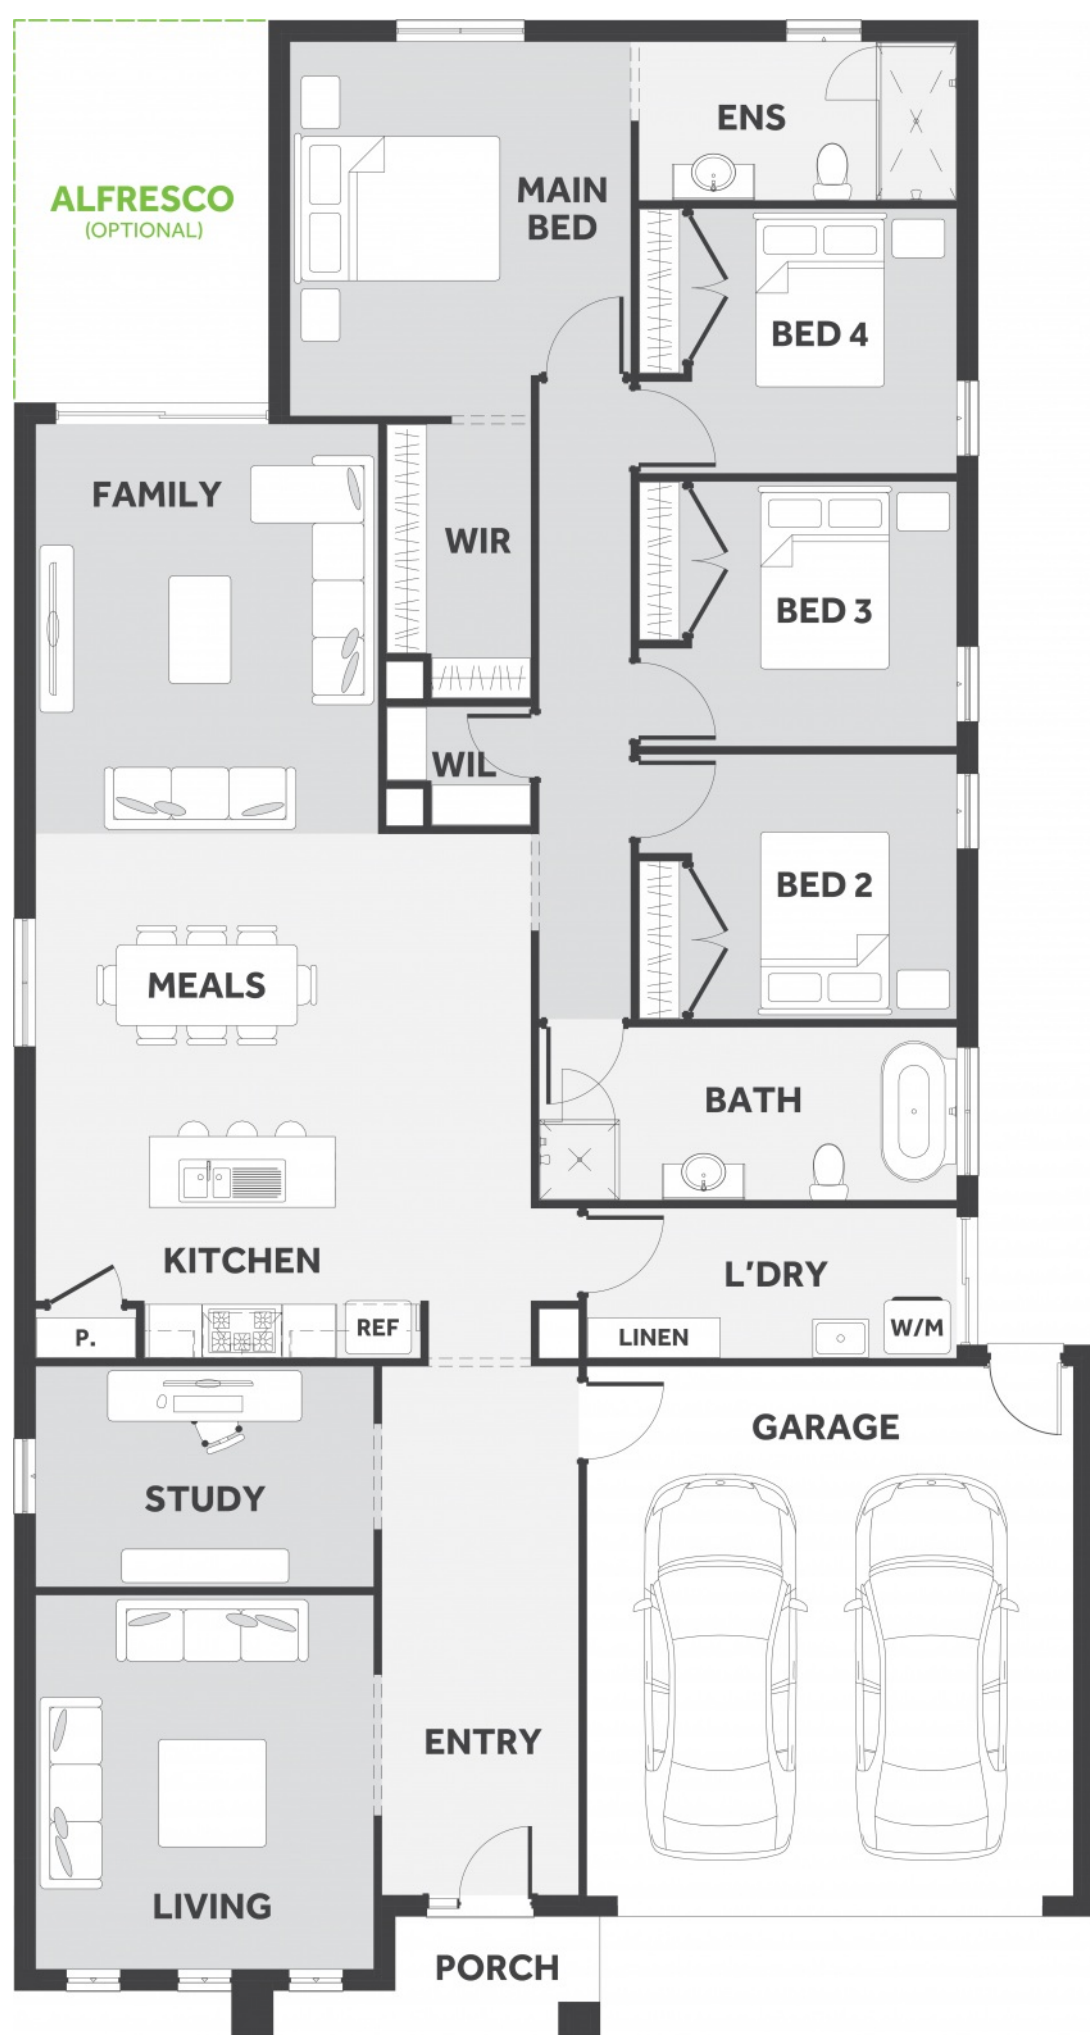 ENS
ALFRESCO
(OPTIONAL)
MAIN
BED
BED 4
FAMILY
WIR
BED 3
WIL
BED 2
MEALS
BATH
KITCHEN
L'DRY
P.
REF
LINEN
W/M
GARAGE
STUDY
ENTRY
LIVING
PORCH